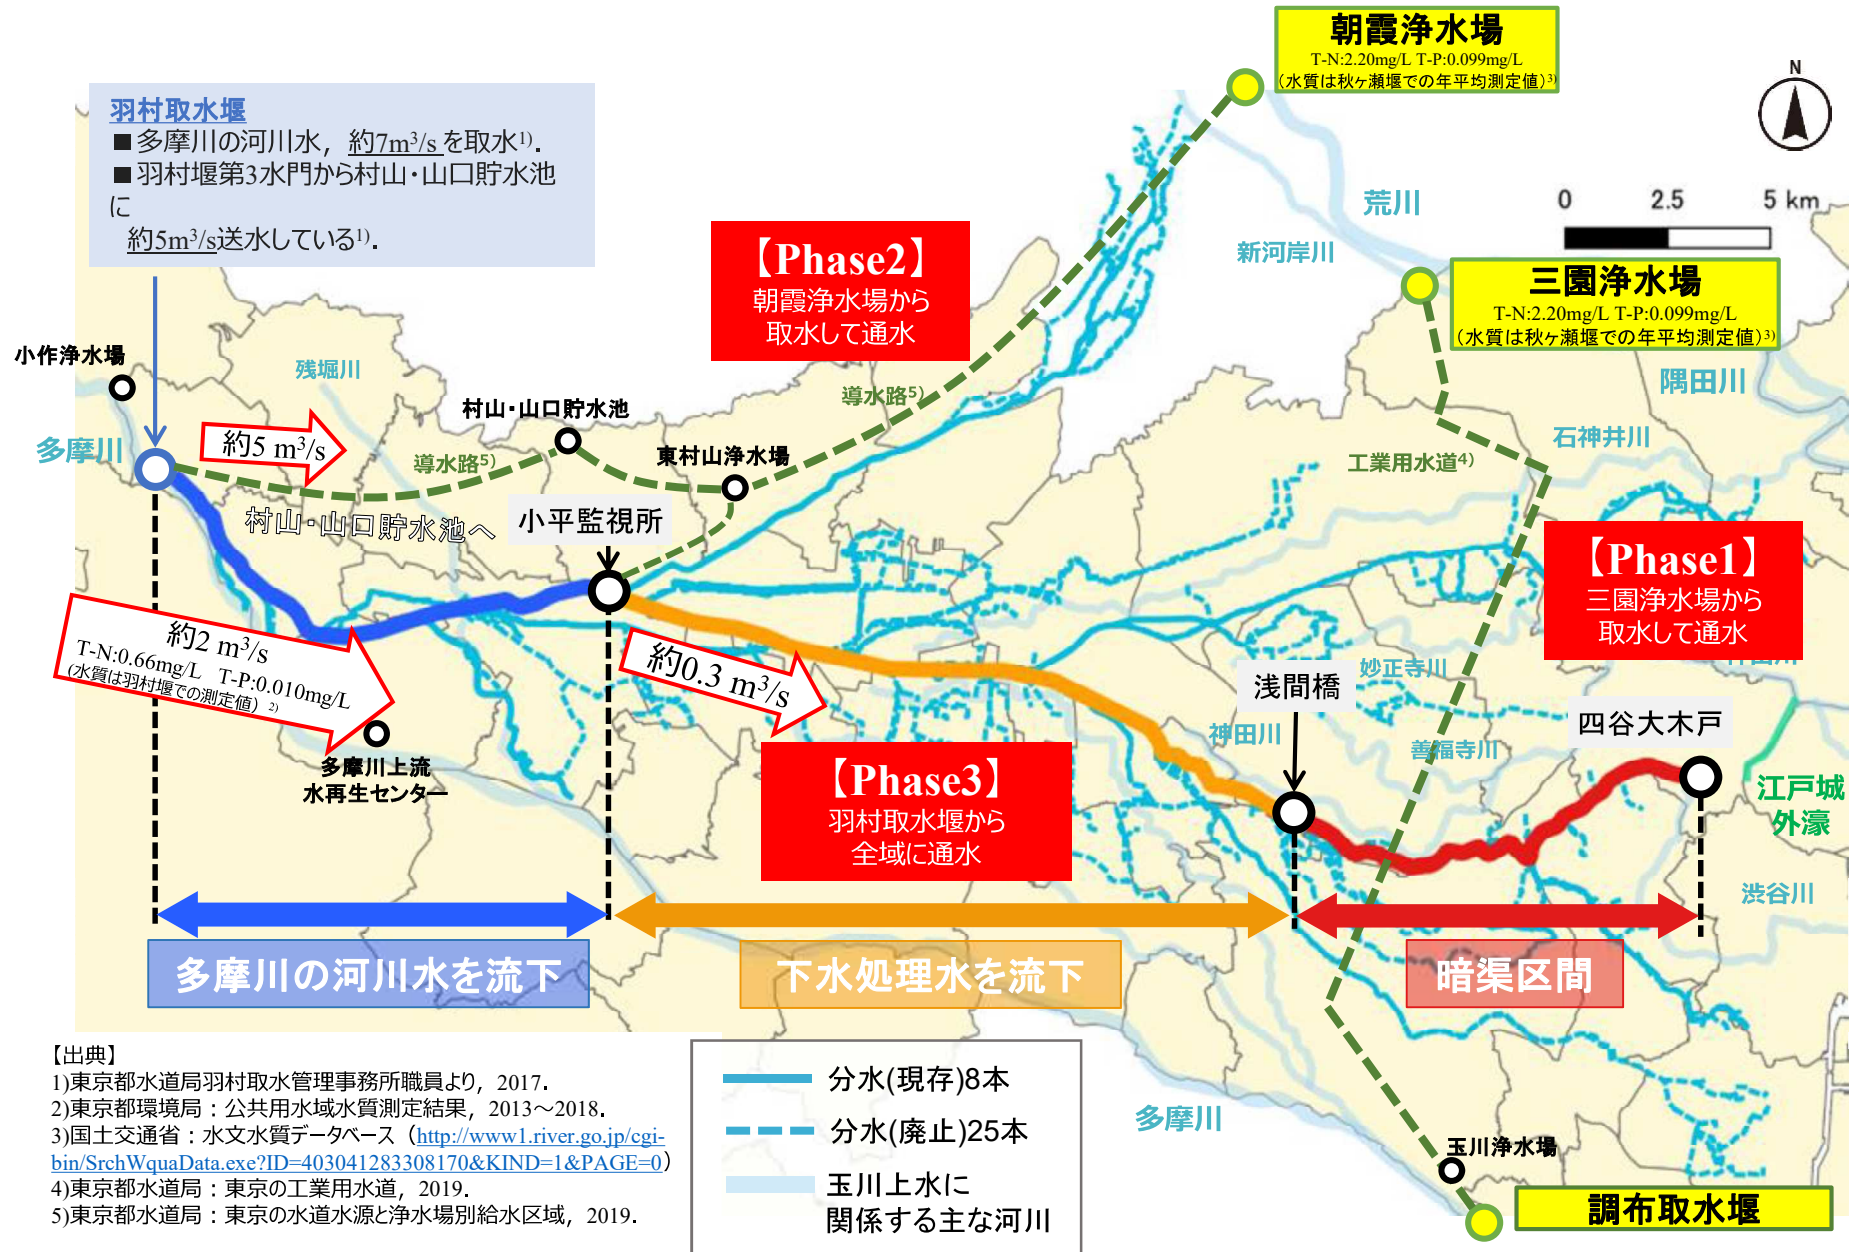 朝霞浄水場
T-N:2.20mg/L T-P:0.099mg/L
(水質は秋ヶ瀬堰での年平均測定値)3)
N
羽村取水堰
■多摩川の河川水，約7m3/s を取水1)．
■羽村堰第3水門から村山・山口貯水池
に
約5m3/s送水している1)．
荒川
0 2.5 5 km
新河岸川
【Phase2】
朝霞浄水場から
取水して通水
三園浄水場
T-N:2.20mg/L T-P:0.099mg/L
(水質は秋ヶ瀬堰での年平均測定値)3)
小作浄水場
残堀川
隅田川
導水路5)
村山・山口貯水池
多摩川
約5 m3/s
導水路5)
東村山浄水場
石神井川
工業用水道4)
村山・山口貯水池へ
小平監視所
【Phase1】
三園浄水場から
取水して通水
約2 m3/s
T-N:0.66mg/L T-P:0.010mg/L
(水質は羽村堰での測定値) 2)
約0.3 m3/s
浅間橋
妙正寺川
神田川
善福寺川
四谷大木戸
多摩川上流
水再生センター
【Phase3】
羽村取水堰から
全域に通水
江戸城
外濠
渋谷川
多摩川の河川水を流下
下水処理水を流下
暗渠区間
【出典】
1)東京都水道局羽村取水管理事務所職員より，2017．
2)東京都環境局：公共用水域水質測定結果，2013～2018．
3)国土交通省：水文水質データベース（http://www1.river.go.jp/cgi-
bin/SrchWquaData.exe?ID=403041283308170&KIND=1&PAGE=0）
4)東京都水道局：東京の工業用水道，2019．
5)東京都水道局：東京の水道水源と浄水場別給水区域，2019．
分水(現存)8本
分水(廃止)25本
玉川上水に
関係する主な河川
多摩川
玉川浄水場
調布取水堰